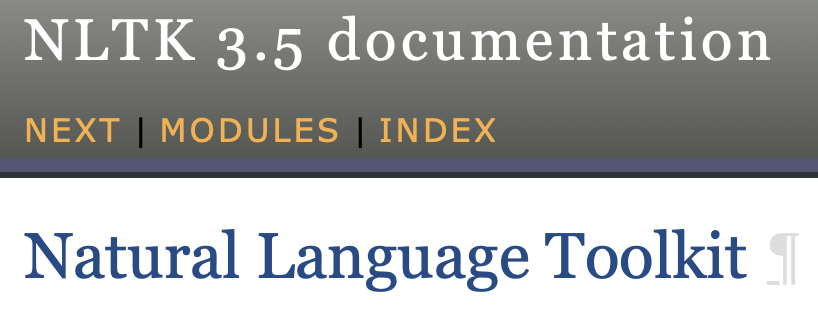 NLTK 3.5 documentation
NEXT | MODULES | INDEX
Natural Language Toolkit ¶